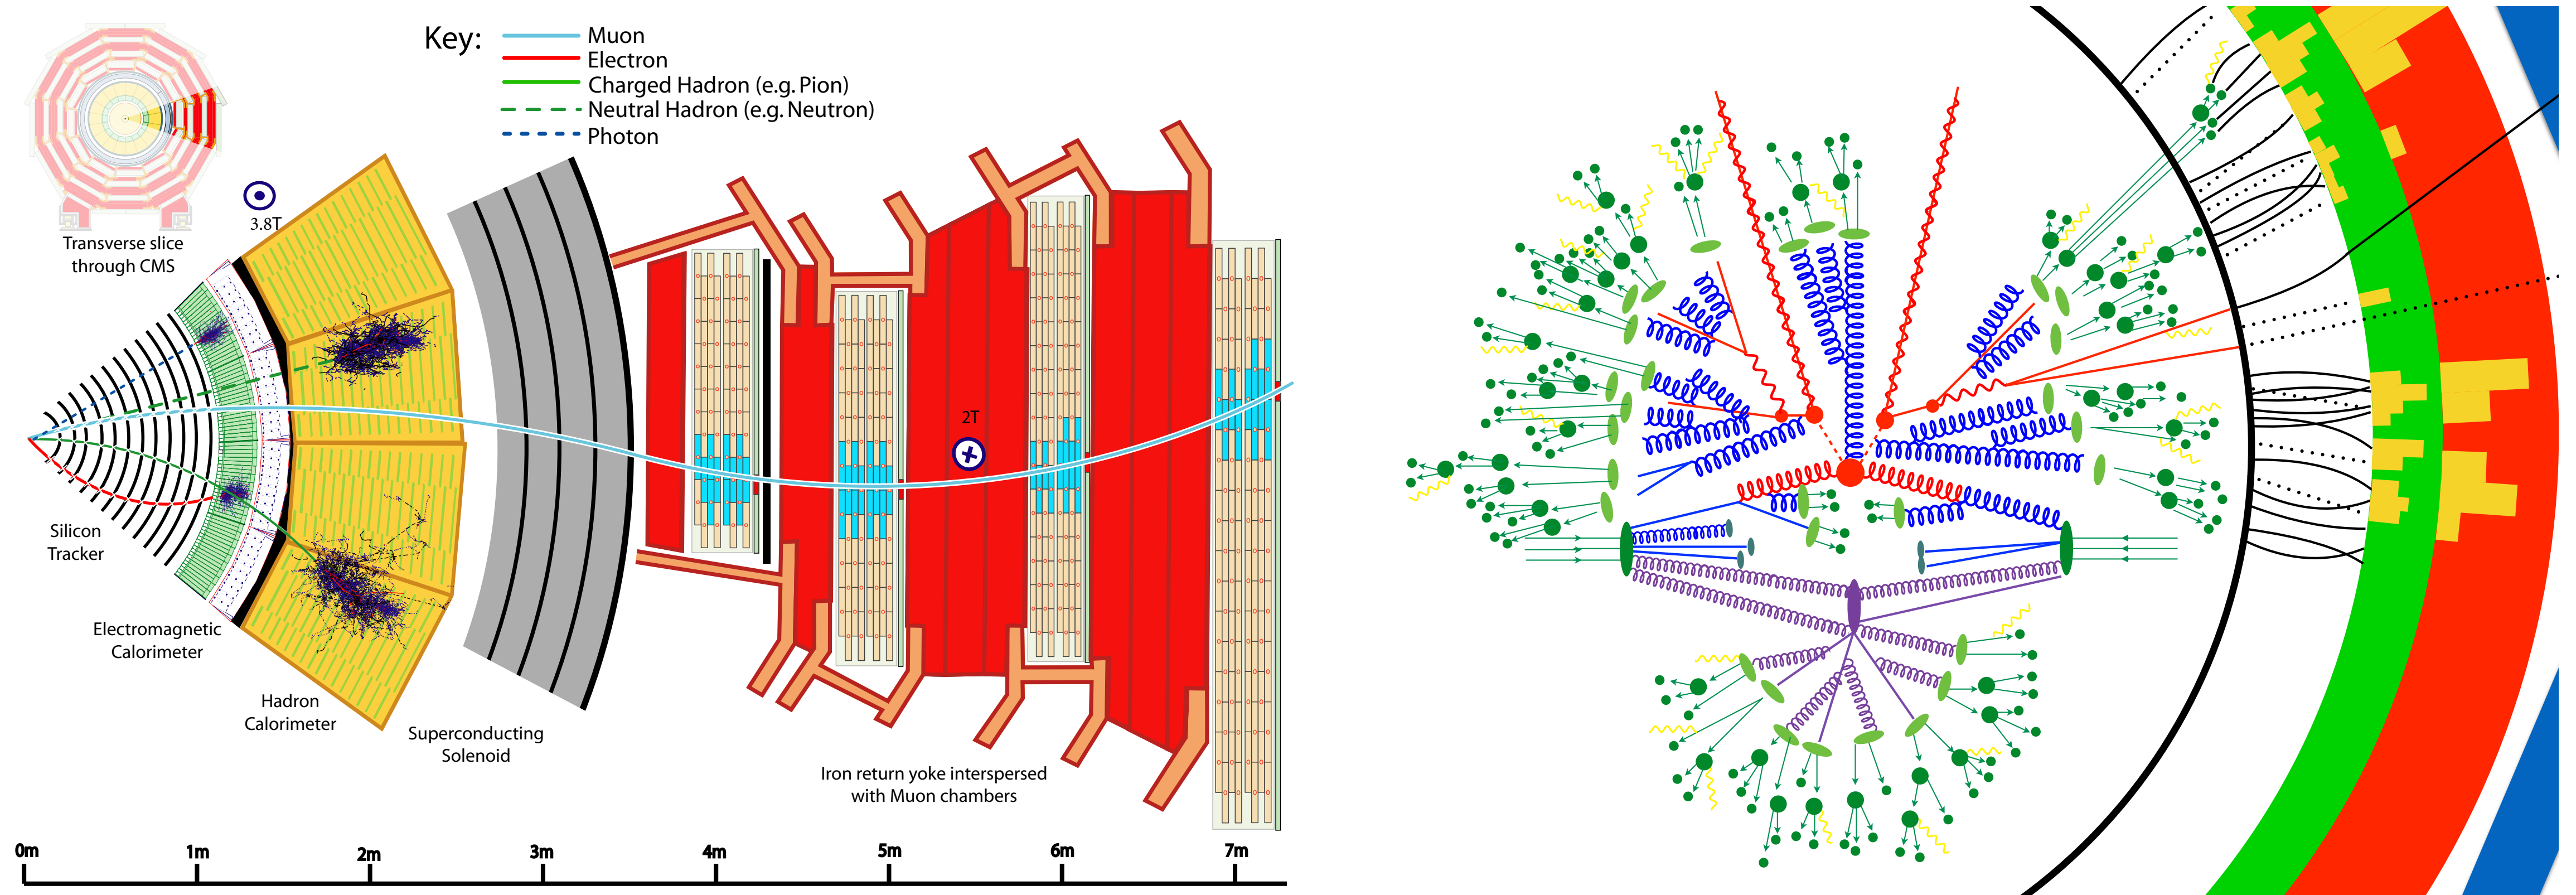 Key:
Muon
Electron
Charged Hadron (e.g. Pion)
Neutral Hadron (e.g. Neutron)
Photon
3.8T
Transverse slice
through CMS
2T
Silicon
Tracker
Electromagnetic
Calorimeter
Hadron
Calorimeter
Superconducting
Solenoid
Iron return yoke interspersed
with Muon chambers
0m 1m 2m 3m 4m 5m 6m 7m